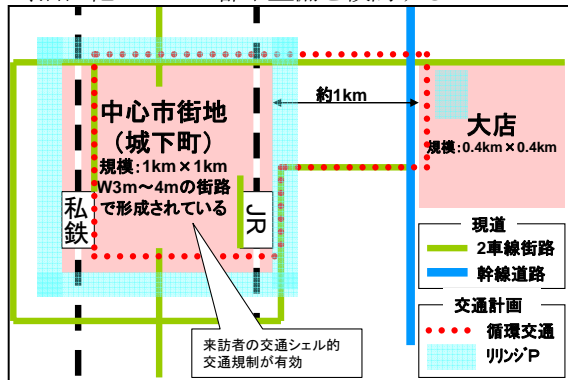 約1km
中心市街地
(城下町)
規模:1km×1km
W3m～4mの街路
で形成されている
大店
規模:0.4km×0.4km
私鉄
JR
現道
2車線街路
幹線道路
交通計画
循環交通
リリンジP
来訪者の交通シェル的
交通規制が有効